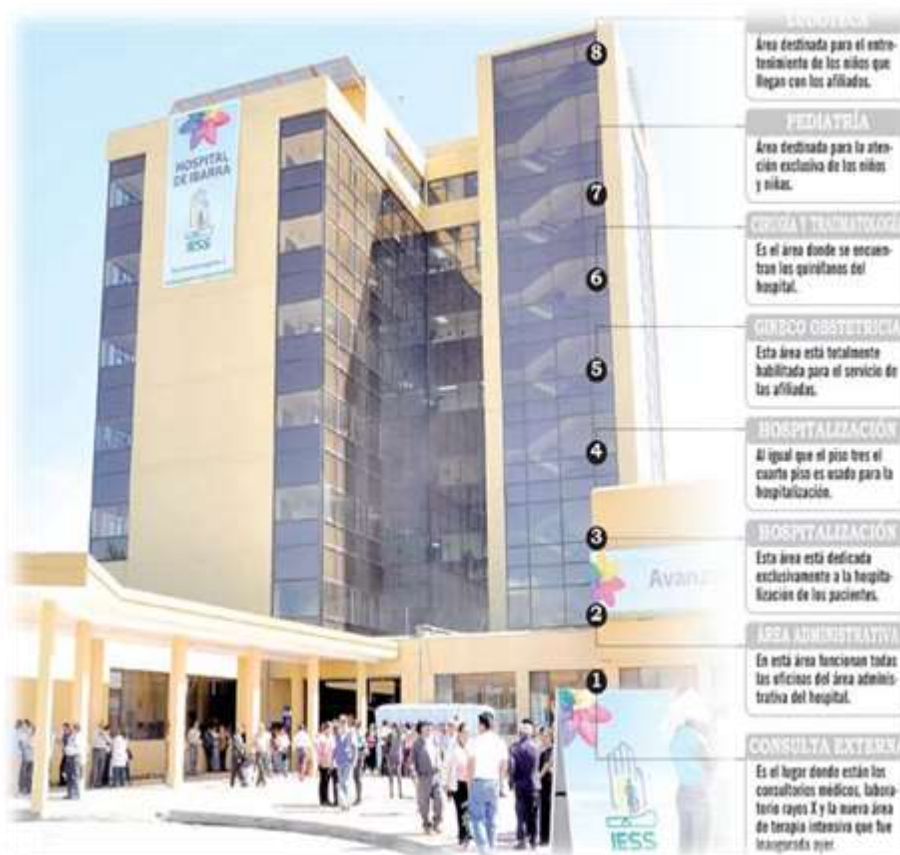 HOSPITAL
DE IBARRA
IESS
8
7
6
5
4
3
2
1
Avanz
IESS
LUDOTECA
Área destinada para el entre-
tenimiento de los niños que
llegan con los afiliados.
PEDIATRÍA
Área destinada para la aten-
ción exclusiva de los niños
y niñas.
CIRUGÍA Y TRAUMATOLOGÍA
Es el área donde se encuen-
tran los quirófanos del
hospital.
GINECO OBSTETRICIA
Esta área está totalmente
habilitada para el servicio de
las afiliadas.
HOSPITALIZACIÓN
Al igual que el piso tres el
cuarto piso es usado para la
hospitalización.
HOSPITALIZACIÓN
Esta área está dedicada
exclusivamente a la hospita-
lización de los pacientes.
ÁREA ADMINISTRATIVA
En está área funcionan todas
las oficinas del área adminis-
trativa del hospital.
CONSULTA EXTERNA
Es el lugar donde están los
consultorios médicos, labora-
torio rayos X y la nueva área
de terapia intensiva que fue
inaugurada ayer.